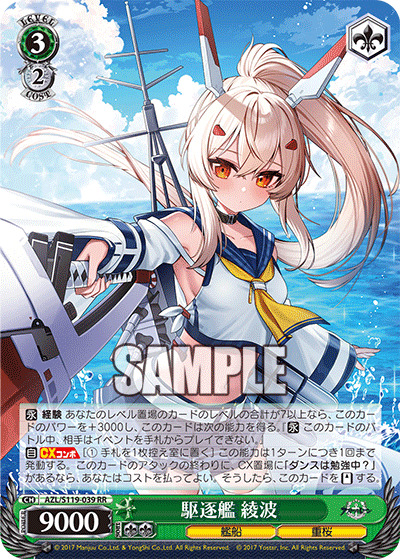 LEVEL
3
2
COST
SAMPLE
永 経験 あなたのレベル置場のカードのレベルの合計が7以上なら、このカー
ドのパワーを+3000し、このカードは次の能力を得る。『永 このカードの
バトル中、相手はイベントを手札からプレイできない。』
自 CXコンボ [① 手札を1枚控え室に置く] この能力は1ターンにつき1回まで
発動する。このカードのアタックの終わりに、CX置場に「ダンスは勉強中?」が
あるなら、あなたはコストを払ってよい。そうしたら、このカードをスタンドする。
CH
AZL/S119-039 RR
9000
駆逐艦 綾波
艦船
重桜
© 2017 Manjuu Co.,Ltd. & YongShi Co.,Ltd. All Rights Reserved. © 2017 Yostar, Inc. All Rights Reserved.